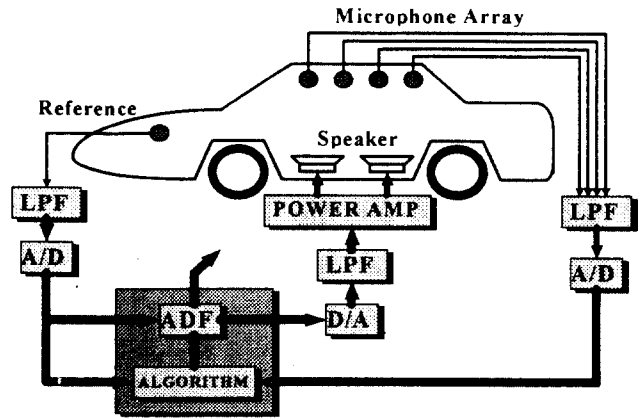 Microphone Array
Reference
Speaker
LPF
POWER AMP
LPF
A/D
LPF
A/D
ADF
D/A
ALGORITHM